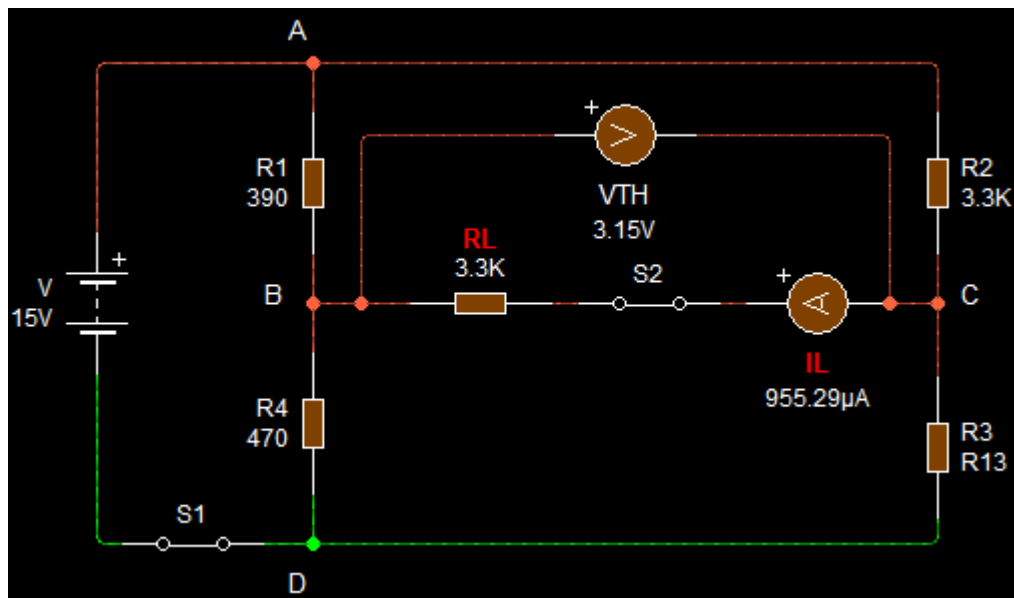 A
R1
390
+
VTH
3.15V
R2
3.3K
RL
3.3K
S2
+
V
15V
+
B
C
A
V
IL
955.29µA
R4
470
R3
R13
S1
D